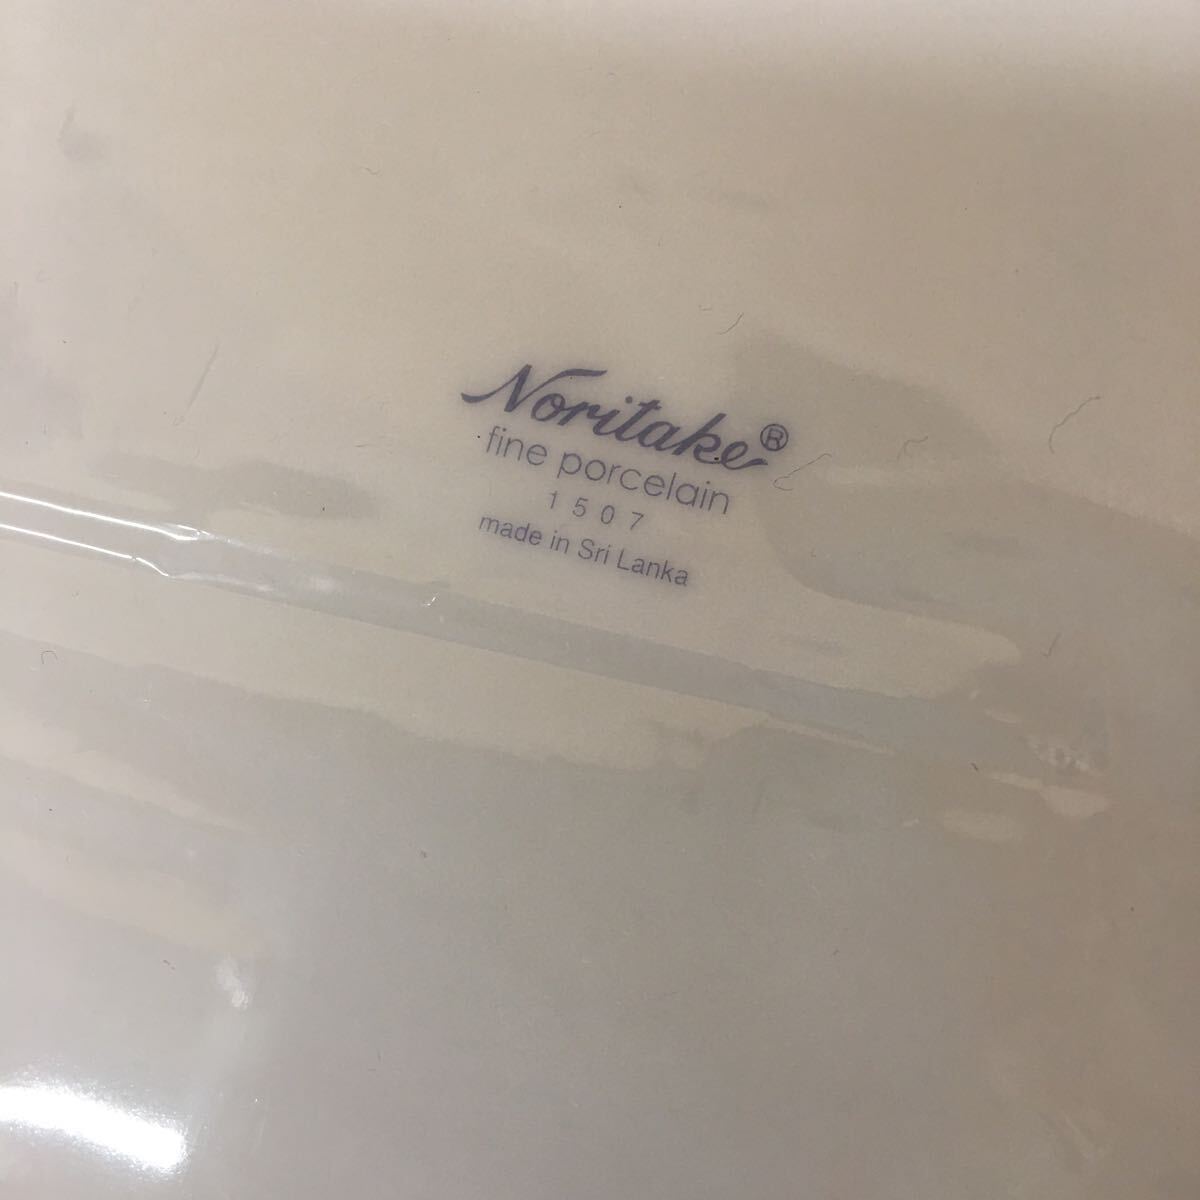 Noritake®
fine porcelain
1507
made in Sri Lanka